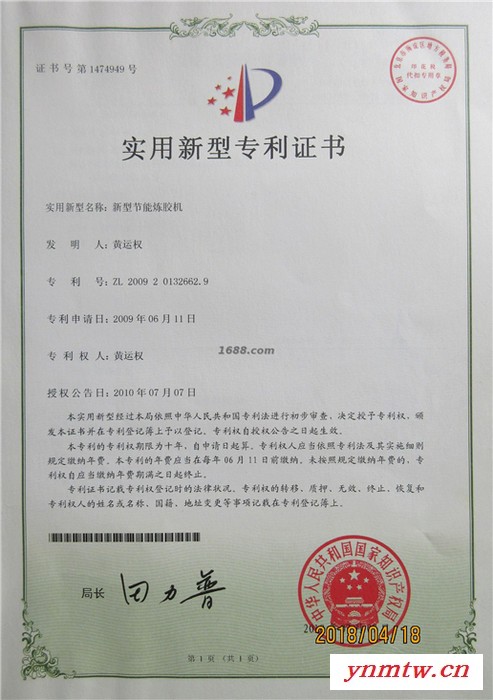 证书号第1474949号
印花税
代扣专用章
国家知识产权局
实用新型专利证书
实用新型名称：新型节能炼胶机
发 明 人：黄运权
专 利 号：ZL 2009 2 0132662.9
专利申请日：2009年06月11日
专 利 权 人：黄运权
1688.com
授权公告日：2010年07月07日
本实用新型经过本局依照中华人民共和国专利法进行初步审查，决定授予专利权，颁
发本证书并在专利登记簿上予以登记。专利权自授权公告之日起生效。
本专利的专利权期限为十年，自申请日起算。专利权人应当依照专利法及其实施细则
规定缴纳年费。本专利的年费应当在每年06月11日前缴纳。未按照规定缴纳年费的，专
利权自应当缴纳年费期满之日起终止。
专利证书记载专利权登记时的法律状况。专利权的转移、质押、无效、终止、恢复和
专利权人的姓名或名称、国籍、地址变更等事项记载在专利登记簿上。
局长 田力普
中华人民共和国国家知识产权局
2018/04/18
第1页（共1页）
ynmtw.cn